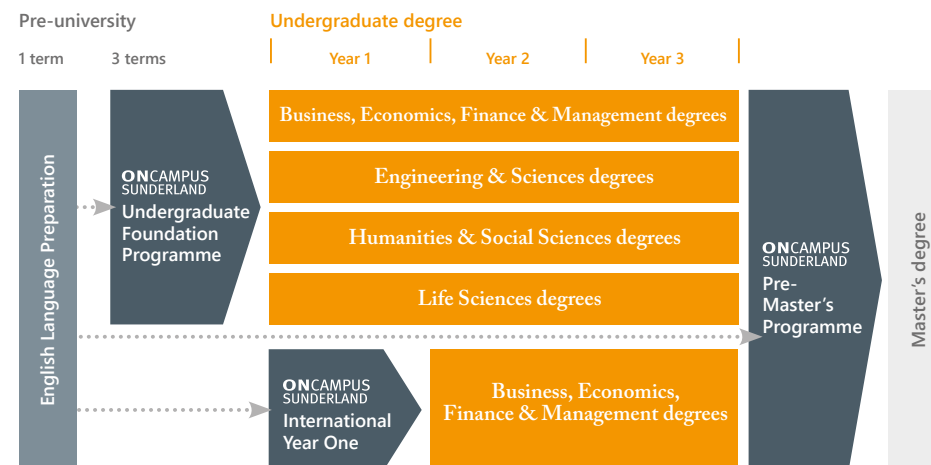 Pre-university
Undergraduate degree
1 term
3 terms
Year 1
Year 2
Year 3
English Language Preparation
ONCAMPUS
SUNDERLAND
Undergraduate
Foundation
Programme
Business, Economics, Finance & Management degrees
Engineering & Sciences degrees
Humanities & Social Sciences degrees
Life Sciences degrees
ONCAMPUS
SUNDERLAND
International
Year One
Business, Economics,
Finance & Management degrees
ONCAMPUS
SUNDERLAND
Pre-
Master's
Programme
Master's degree